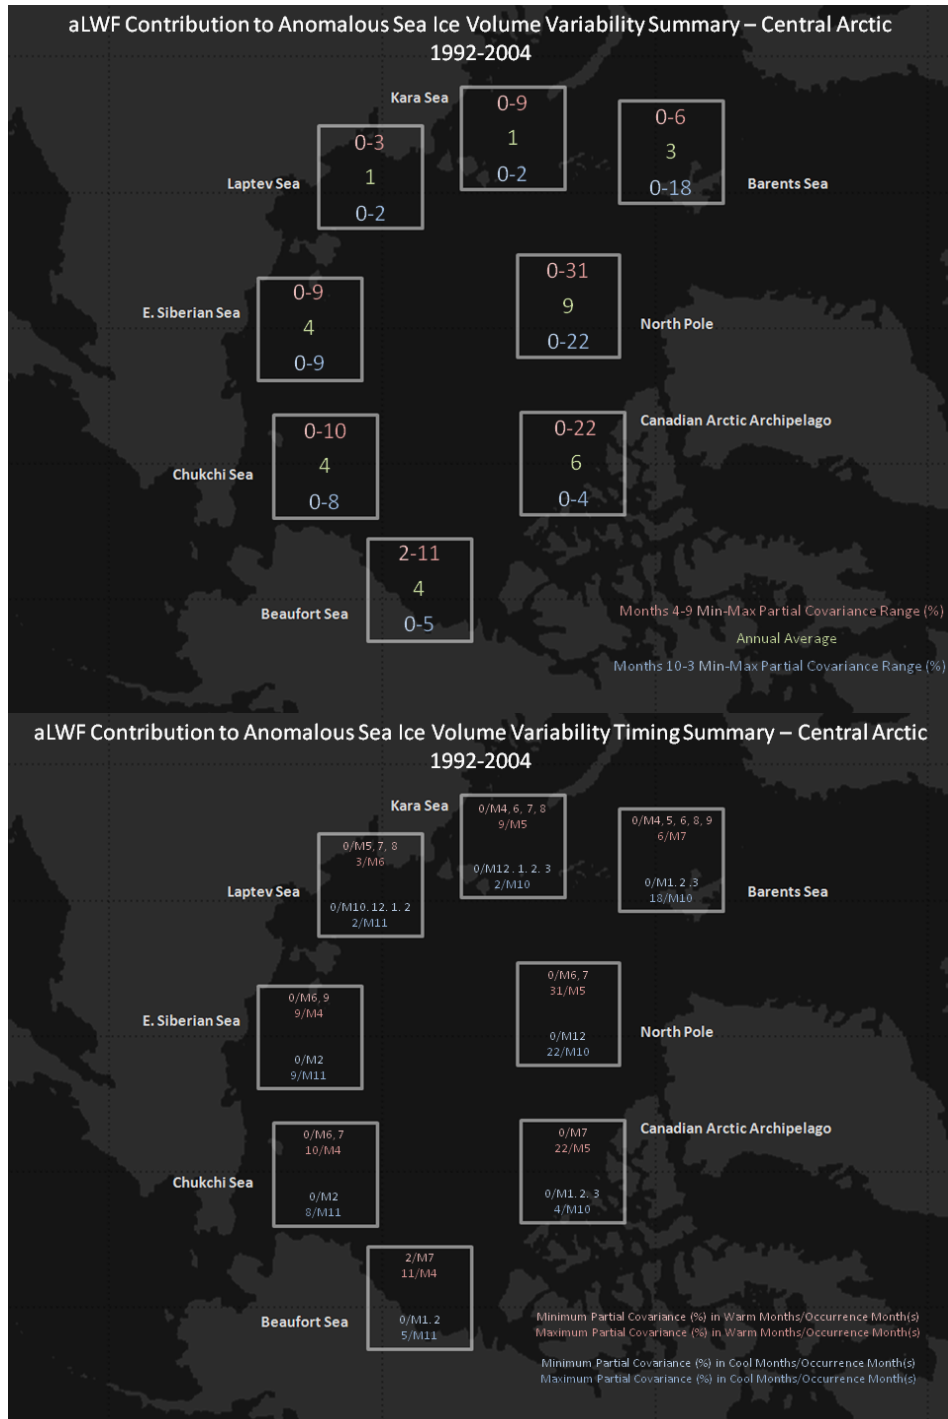 aLWF Contribution to Anomalous Sea Ice Volume Variability Summary – Central Arctic
1992-2004
Kara Sea
0-9
1
0-2
0-6
3
0-18
Barents Sea
Laptev Sea
0-3
1
0-2
E. Siberian Sea
0-9
4
0-9
0-31
9
0-22
North Pole
Chukchi Sea
0-10
4
0-8
0-22
6
0-4
Canadian Arctic Archipelago
Beaufort Sea
2-11
4
0-5
Months 4-9 Min-Max Partial Covariance Range (%)
Annual Average
Months 10-3 Min-Max Partial Covariance Range (%)
aLWF Contribution to Anomalous Sea Ice Volume Variability Timing Summary – Central Arctic
1992-2004
Kara Sea
0/M4, 6, 7, 8
9/M5
0/M12. 1. 2. 3
2/M10
0/M4, 5, 6, 8, 9
6/M7
0/M1. 2 .3
18/M10
Barents Sea
Laptev Sea
0/M5, 7, 8
3/M6
0/M10. 12. 1. 2
2/M11
E. Siberian Sea
0/M6, 9
9/M4
0/M2
9/M11
0/M6, 7
31/M5
0/M12
22/M10
North Pole
Chukchi Sea
0/M6, 7
10/M4
0/M2
8/M11
0/M7
22/M5
0/M1. 2. 3
4/M10
Canadian Arctic Archipelago
Beaufort Sea
2/M7
11/M4
0/M1. 2
5/M11
Minimum Partial Covariance (%) in Warm Months/Occurrence Month(s)
Maximum Partial Covariance (%) in Warm Months/Occurrence Month(s)
Minimum Partial Covariance (%) in Cool Months/Occurrence Month(s)
Maximum Partial Covariance (%) in Cool Months/Occurrence Month(s)